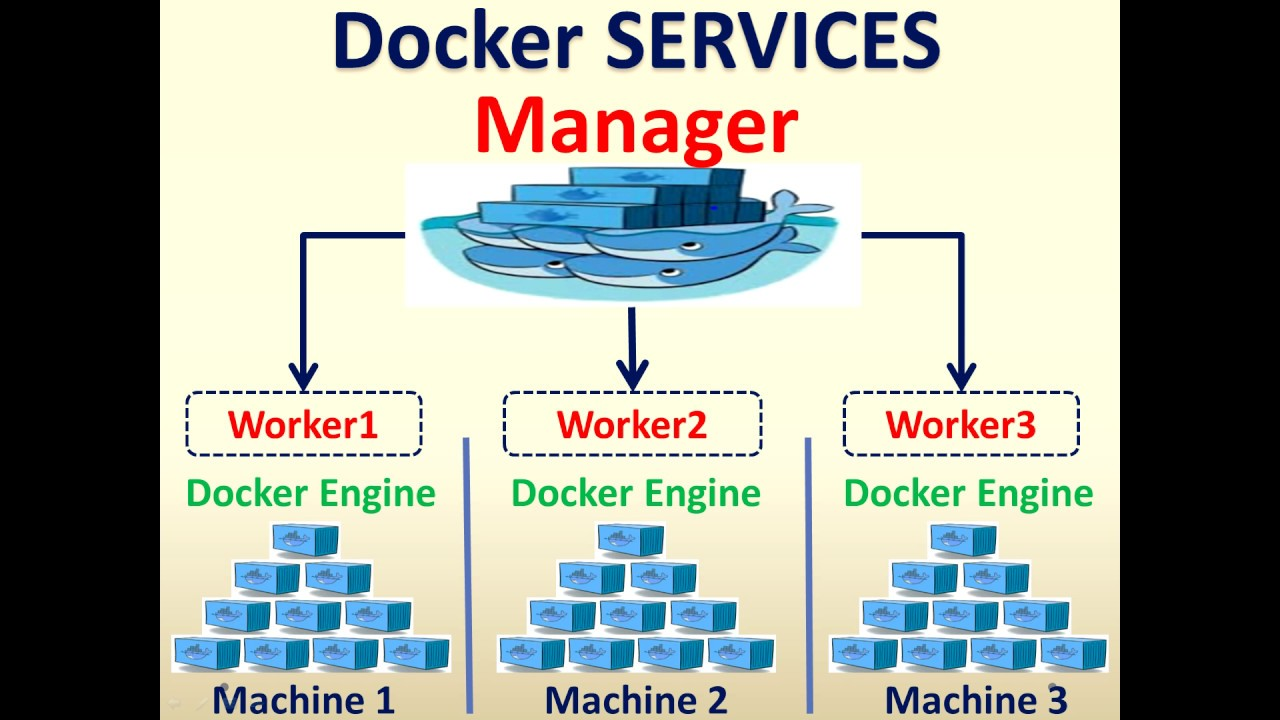 Docker SERVICES
Manager
Worker1 Worker2 Worker3
Docker Engine Docker Engine Docker Engine
Machine 1 Machine 2 Machine 3